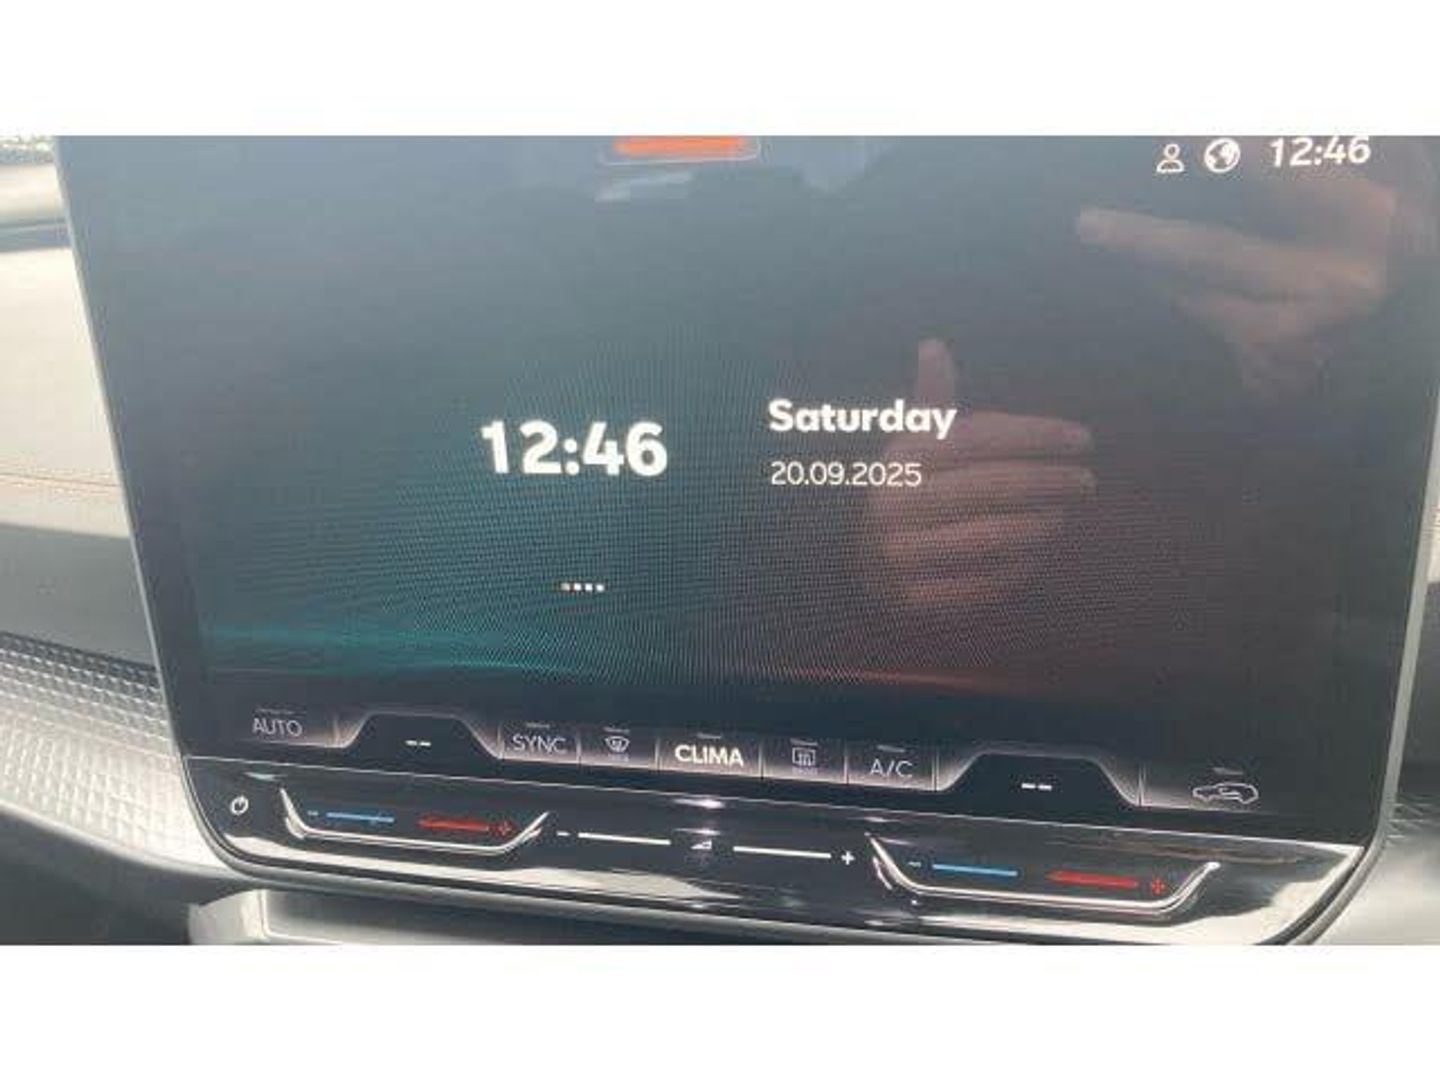 12:46
12:46
Saturday
20.09.2025
AUTO -- SYNC CLIMA A/C --
- + - + - +